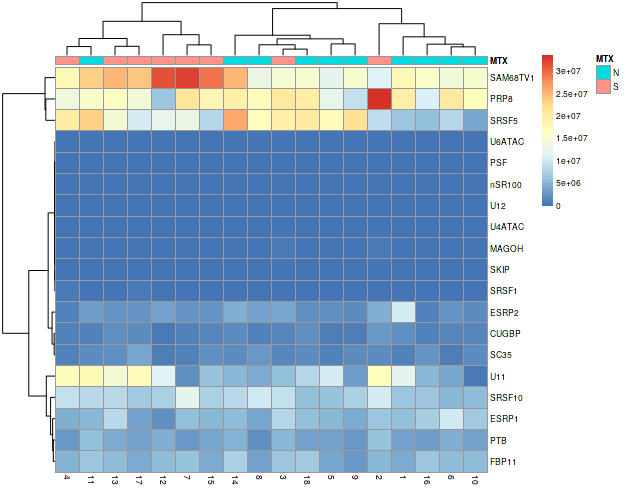 MTX
SAM68TV1
PRP8
SRSF5
U6ATAC
PSF
nSR100
U12
U4ATAC
MAGOH
SKIP
SRSF1
ESRP2
CUGBP
SC35
U11
SRSF10
ESRP1
PTB
FBP11
4 11 13 17 12 7 15 14 8 3 18 5 9 2 1 16 6 10
3e+07
2.5e+07
2e+07
1.5e+07
1e+07
5e+06
0
MTX
N
S